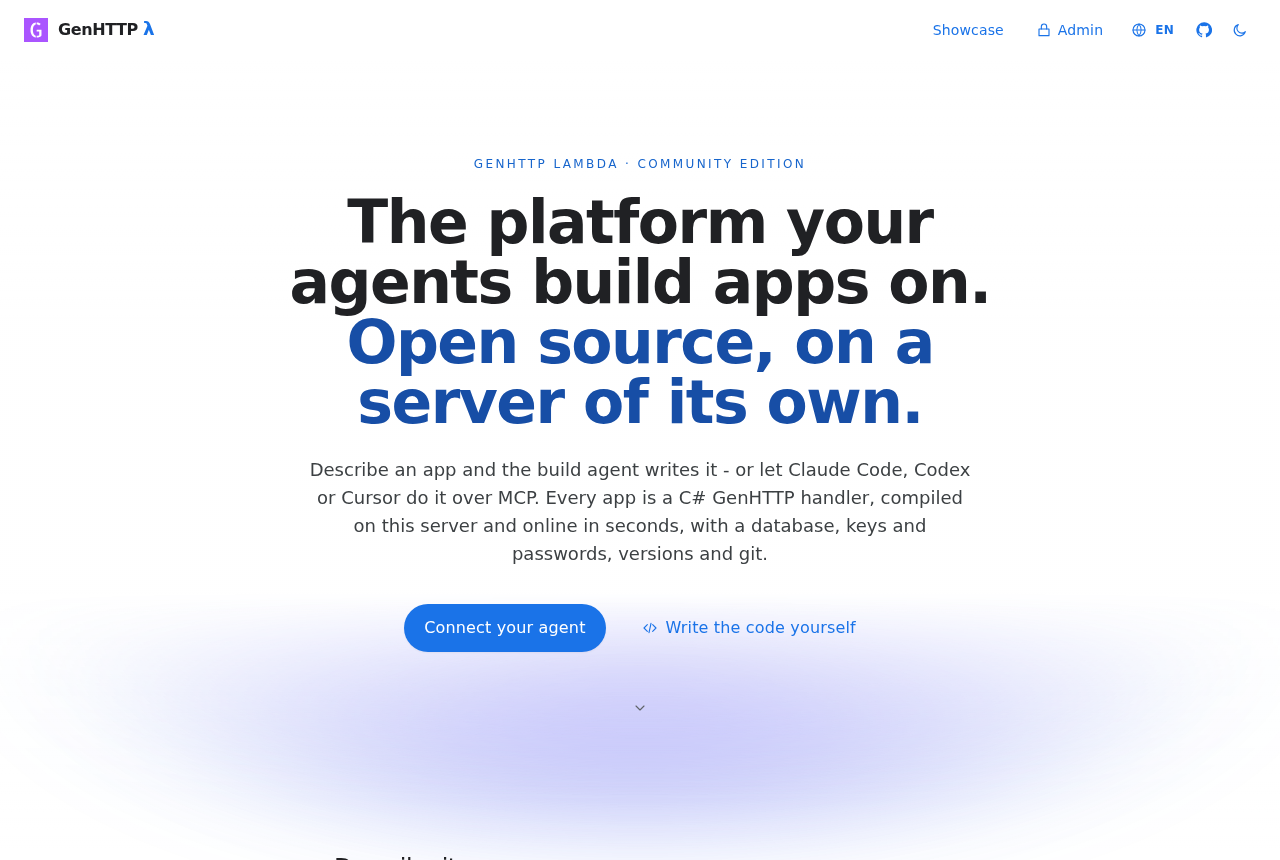 GenHTTP λ
Showcase
Admin
EN
GENHTTP LAMBDA · COMMUNITY EDITION
The platform your
agents build apps on.
Open source, on a
server of its own.
Describe an app and the build agent writes it - or let Claude Code, Codex
or Cursor do it over MCP. Every app is a C# GenHTTP handler, compiled
on this server and online in seconds, with a database, keys and
passwords, versions and git.
Connect your agent
Write the code yourself